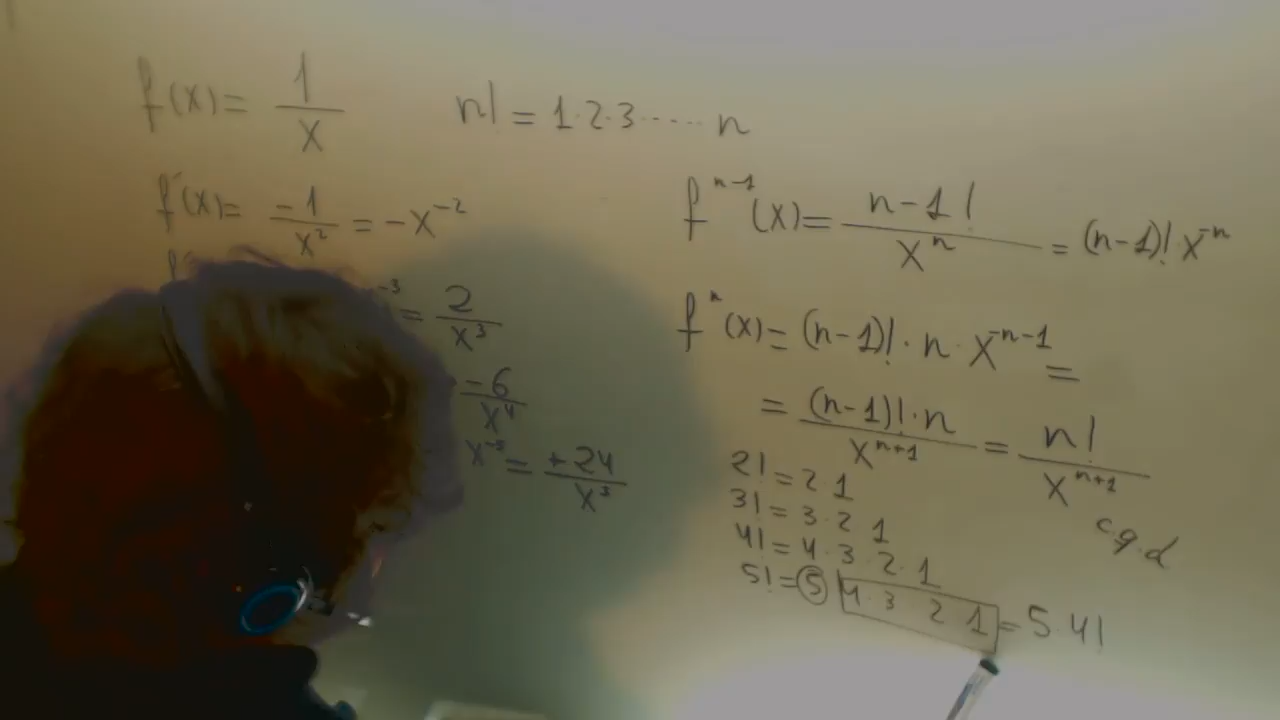 f(x) = 1/x
n! = 1·2·3·····n
f'(x) = -1/x² = -x⁻²
⁻³ = 2/x³
-6/x⁴
x⁻⁵ = +24/x⁵
fⁿ⁻¹(x) = n-1!/xⁿ = (n-1)! x⁻ⁿ
fⁿ(x) = (n-1)!·n·x⁻ⁿ⁻¹ =
= (n-1)!·n/xⁿ⁺¹ = n!/xⁿ⁺¹
c.q.d
2! = 2 1
3! = 3·2 1
4! = 4·3·2·1
5! = 5 4·3 2 1 = 5·4!